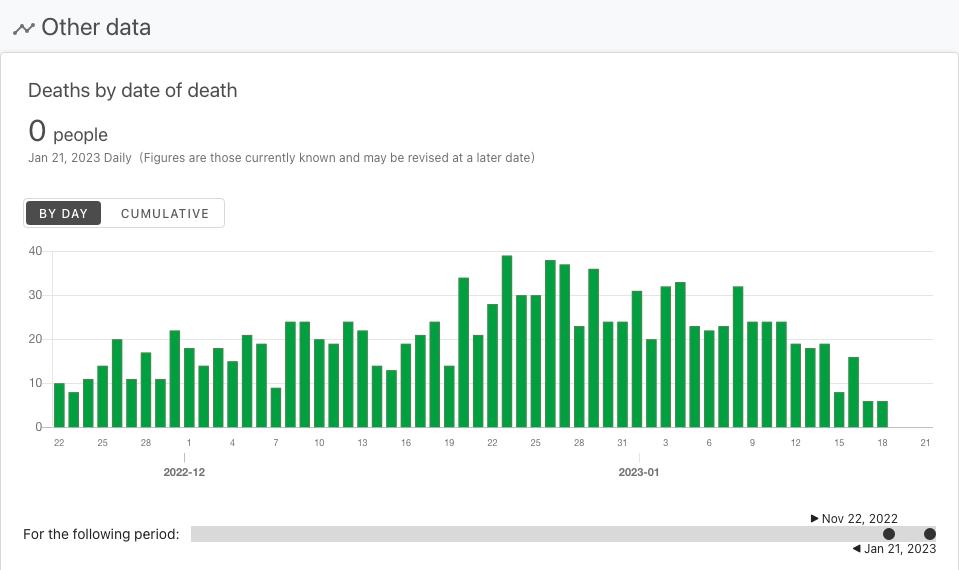 Other data
Deaths by date of death
0 people
Jan 21, 2023 Daily (Figures are those currently known and may be revised at a later date)
BY DAY CUMULATIVE
40
30
20
10
0
22 25 28 1 4 7 10 13 16 19 22 25 28 31 3 6 9 12 15 18 21
2022-12 2023-01
▶ Nov 22, 2022
For the following period:
◀ Jan 21, 2023